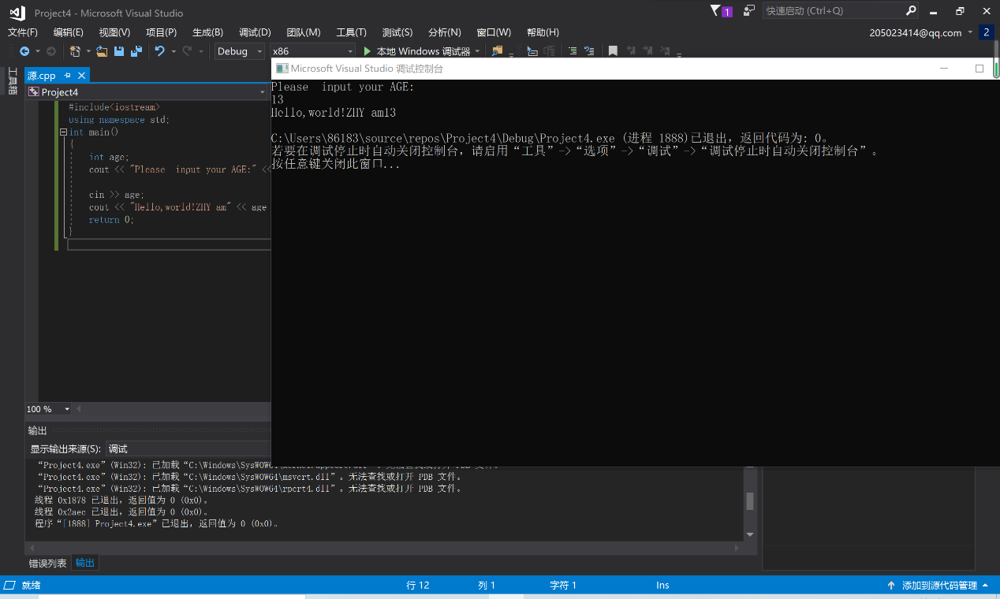 Project4 - Microsoft Visual Studio
1
快速启动 (Ctrl+Q)
文件(F) 编辑(E) 视图(V) 项目(P) 生成(B) 调试(D) 团队(M) 工具(T) 测试(S) 分析(N) 窗口(W) 帮助(H)
205023414@qq.com 2
Debug x86 本地 Windows 调试器
工具箱
源.cpp
Project4
#include<iostream>
using namespace std;
int main()
{
int age;
cout << "Please  input your AGE:" <<
cin >> age;
cout << "Hello,world!ZHY am" << age
return 0;
}
Microsoft Visual Studio 调试控制台
Please  input your AGE:
13
Hello,world!ZHY am13
C:\Users\86183\source\repos\Project4\Debug\Project4.exe (进程 1888)已退出，返回代码为: 0。
若要在调试停止时自动关闭控制台，请启用“工具”->“选项”->“调试”->“调试停止时自动关闭控制台”。
按任意键关闭此窗口...
100 %
输出
显示输出来源(S): 调试
“Project4.exe”(Win32): 已加载“C:\Windows\SysWOW64\
“Project4.exe”(Win32): 已加载“C:\Windows\SysWOW64\msvcrt.dll”。无法查找或打开 PDB 文件。
“Project4.exe”(Win32): 已加载“C:\Windows\SysWOW64\rpcrt4.dll”。无法查找或打开 PDB 文件。
线程 0x1878 已退出，返回值为 0 (0x0)。
线程 0x2aec 已退出，返回值为 0 (0x0)。
程序“[1888] Project4.exe”已退出，返回值为 0 (0x0)。
错误列表 输出
就绪 行 12 列 1 字符 1 Ins 添加到源代码管理